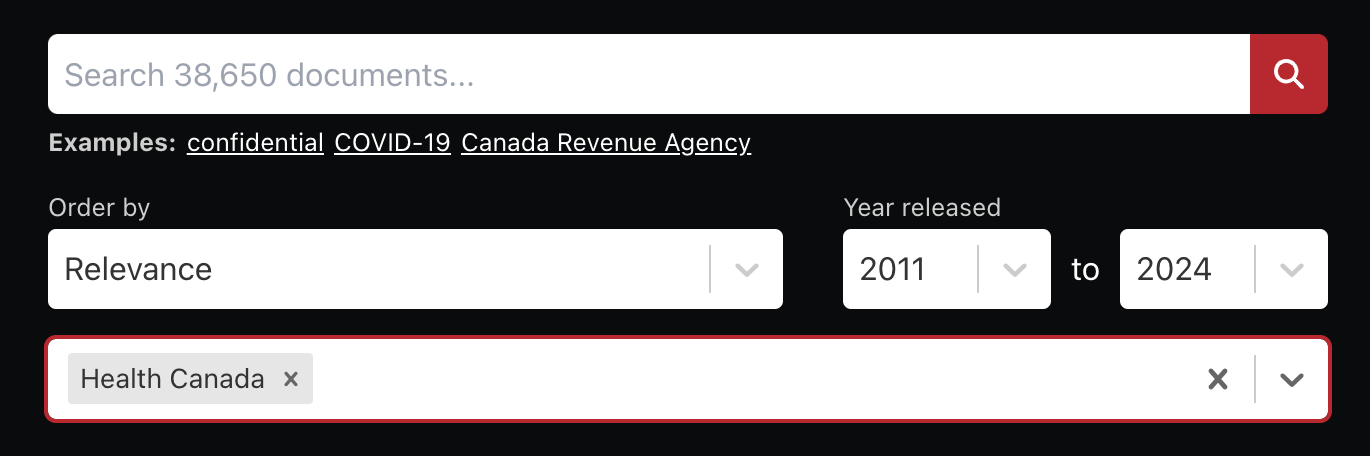 Search 38,650 documents...
Examples: confidential COVID-19 Canada Revenue Agency
Order by
Year released
Relevance
2011 to 2024
Health Canada